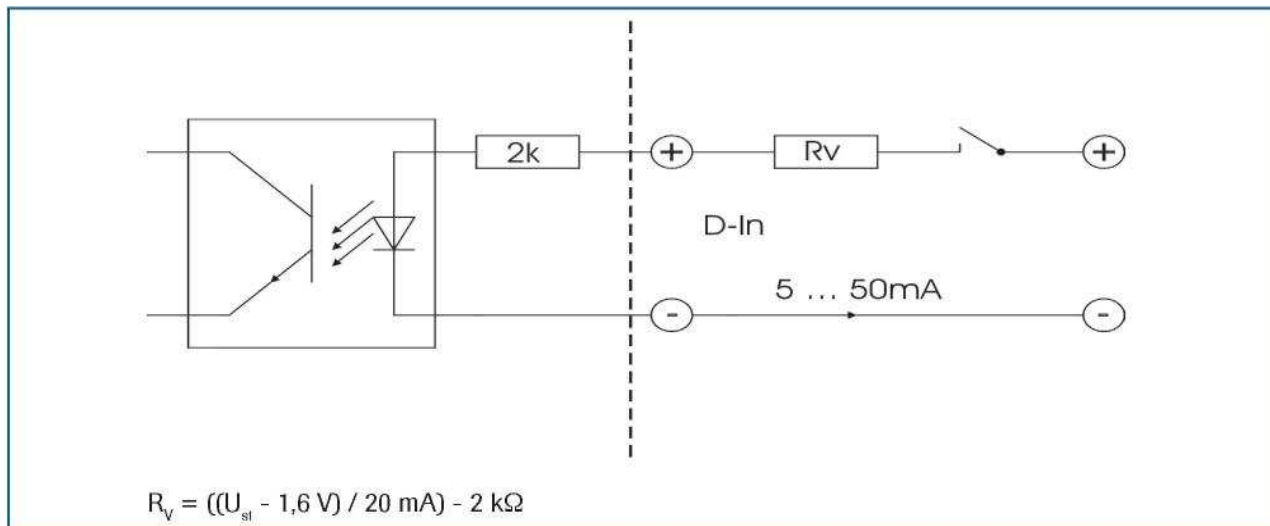 2k
+
Rv
+
D-In
5 ... 50mA
-
-
R_V = ((U_st - 1,6 V) / 20 mA) - 2 kΩ